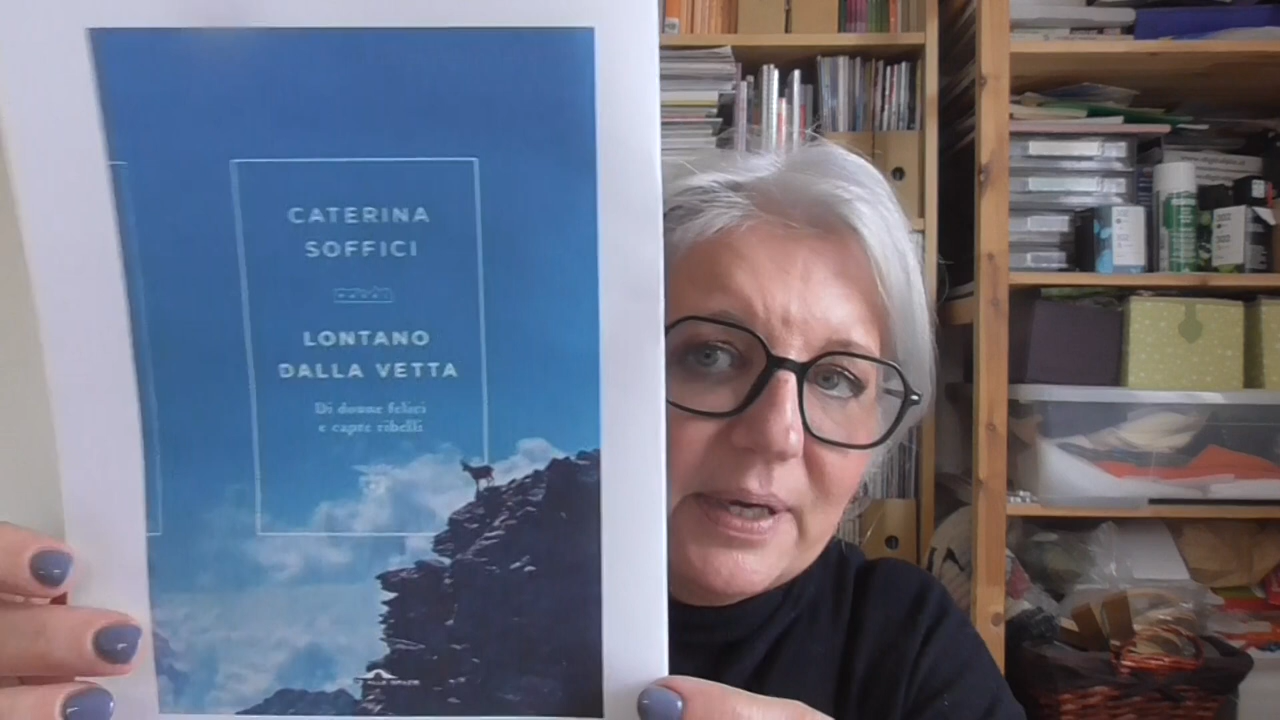 CATERINA
SOFFICI
LONTANO
DALLA VETTA
Di donne felici
e capre ribelli